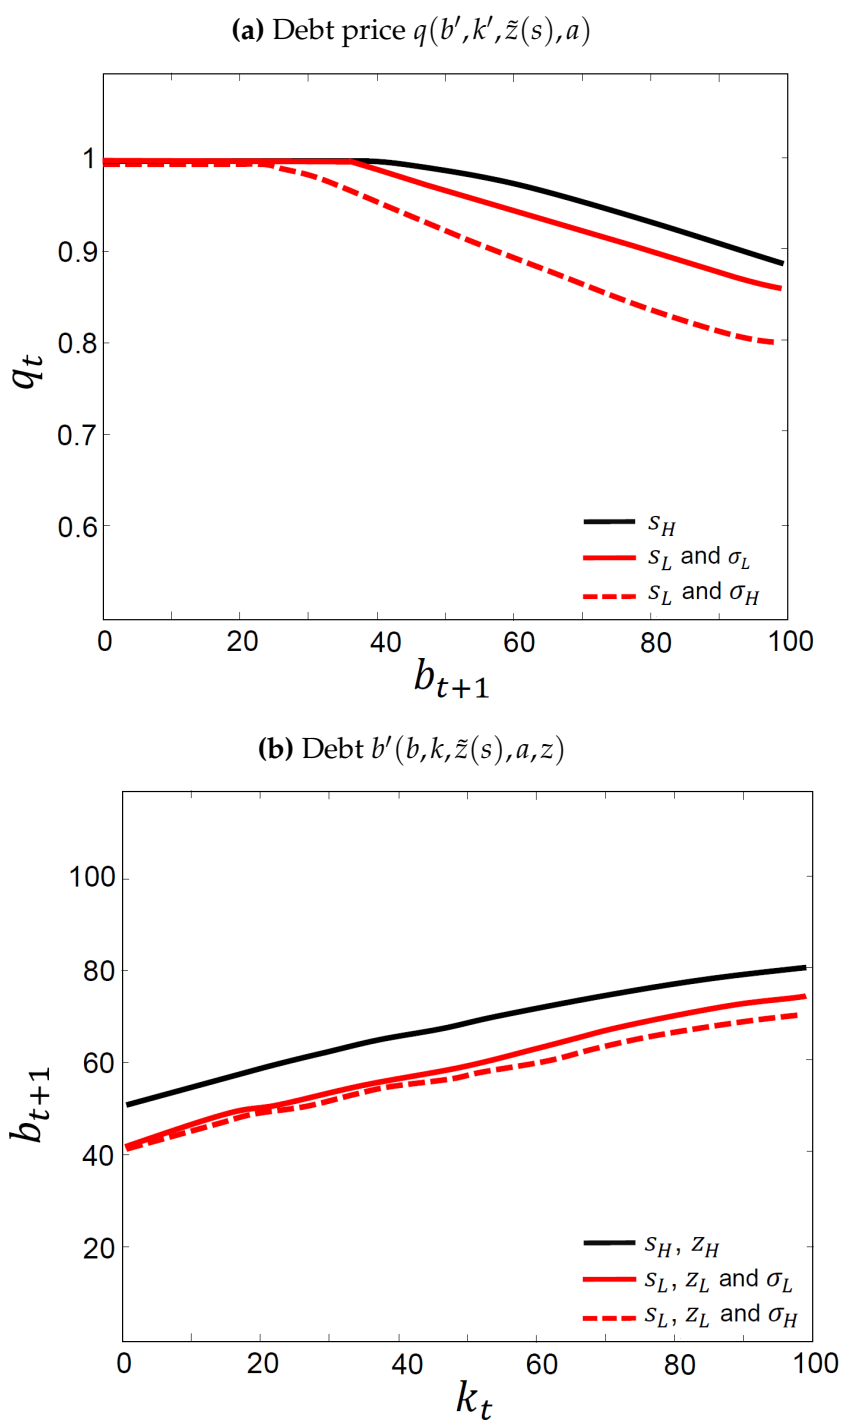 (a) Debt price q(b′, k′, z̃(s), a)
1
0.9
0.8
0.7
0.6
q_t
s_H
s_L and σ_L
s_L and σ_H
0 20 40 60 80 100
b_{t+1}
(b) Debt b′(b, k, z̃(s), a, z)
100
80
60
40
20
b_{t+1}
s_H, z_H
s_L, z_L and σ_L
s_L, z_L and σ_H
0 20 40 60 80 100
k_t